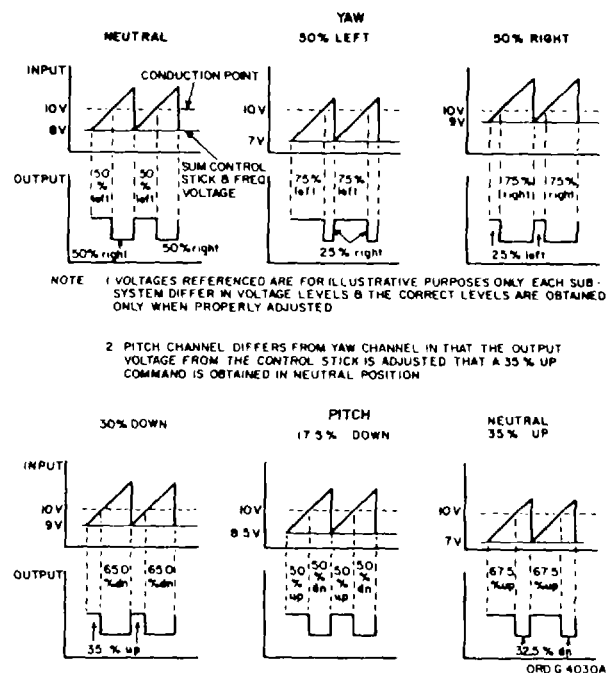 YAW
NEUTRAL
50% LEFT
50% RIGHT
INPUT
CONDUCTION POINT
10V
8V
SUM CONTROL
STICK & FREQ
VOLTAGE
OUTPUT
50
%
left
50
%
left
50% right
50% right
10V
7V
75%
left
75%
left
25% right
10V
9V
75%
right
75%
right
25% left
NOTE 1 VOLTAGES REFERENCED ARE FOR ILLUSTRATIVE PURPOSES ONLY EACH SUB-
SYSTEM DIFFER IN VOLTAGE LEVELS & THE CORRECT LEVELS ARE OBTAINED
ONLY WHEN PROPERLY ADJUSTED
2 PITCH CHANNEL DIFFERS FROM YAW CHANNEL IN THAT THE OUTPUT
VOLTAGE FROM THE CONTROL STICK IS ADJUSTED THAT A 35% UP
COMMAND IS OBTAINED IN NEUTRAL POSITION
PITCH
30% DOWN
17.5% DOWN
NEUTRAL
35% UP
INPUT
10V
9V
OUTPUT
65.0
%dn
65.0
%dn
35 % up
10V
8.5V
50
%
up
50
%
dn
50
%
up
50
%
dn
10V
7V
67.5
%up
67.5
%up
32.5 % dn
ORD G 4030A